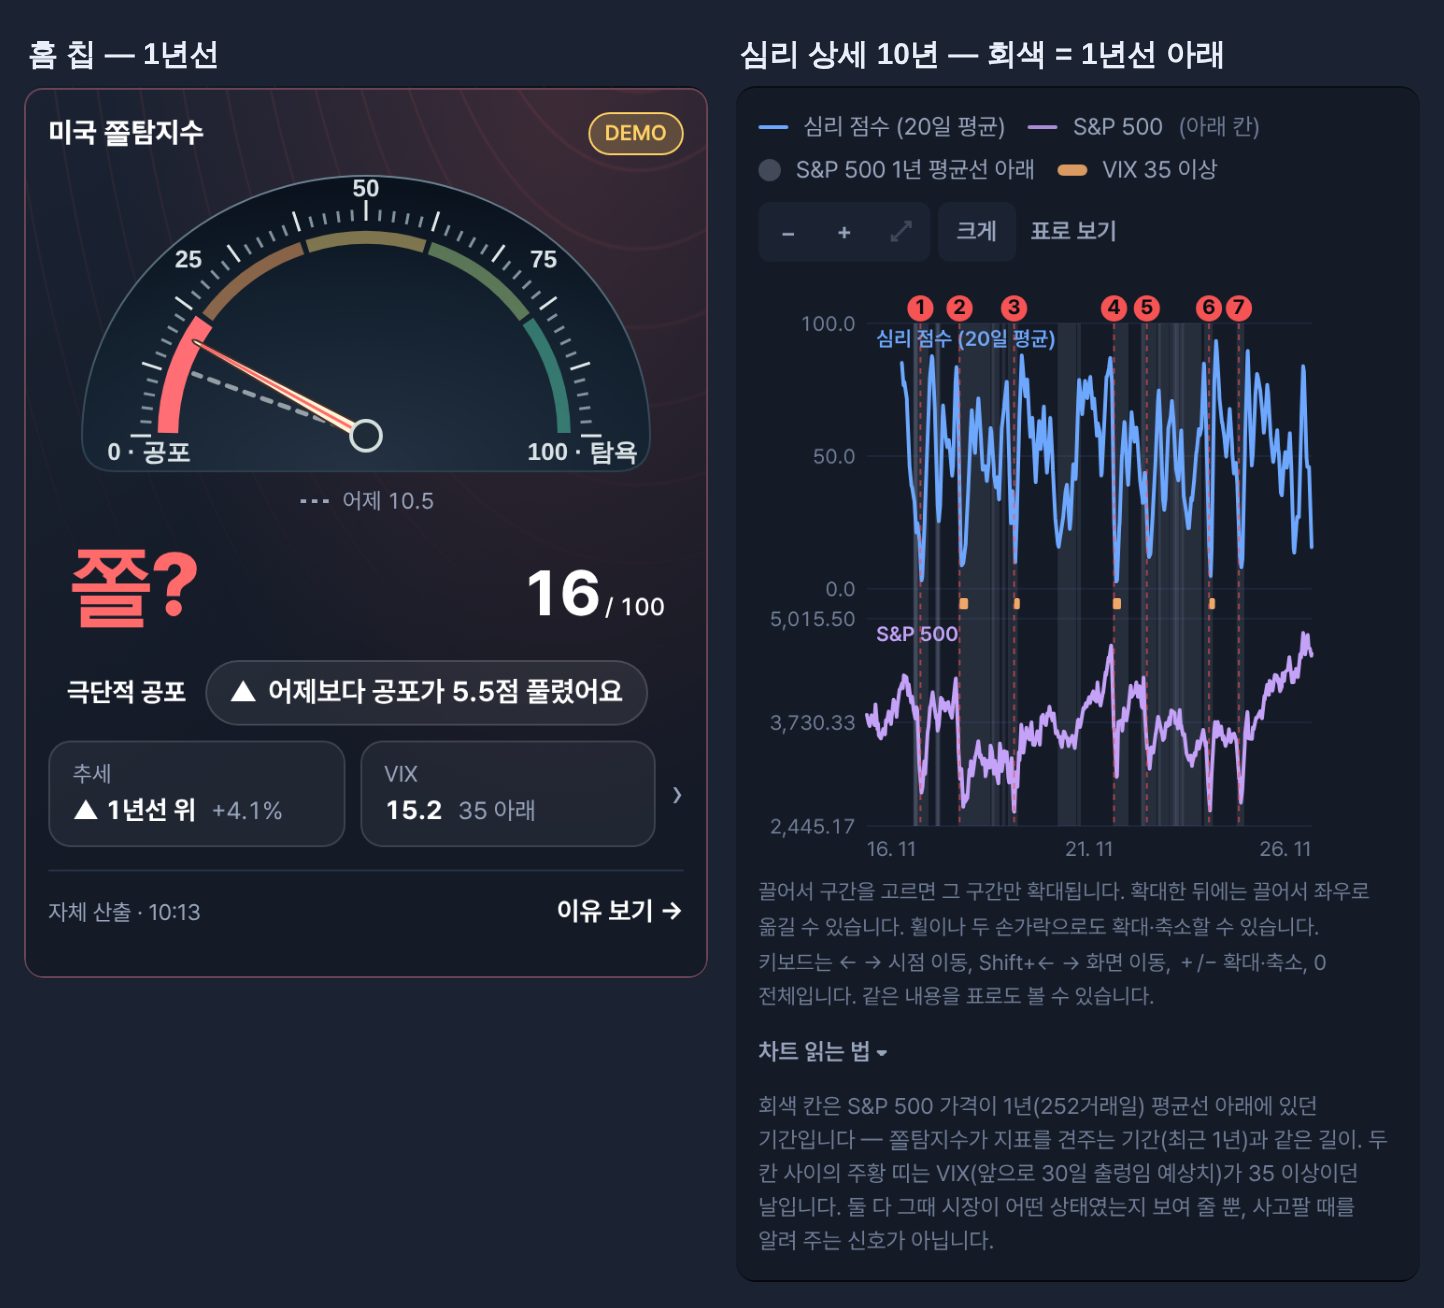 홈 칩 — 1년선
미국 쫄탐지수
DEMO
50
25
75
0 · 공포
100 · 탐욕
어제 10.5
쫄?
16 / 100
극단적 공포
▲ 어제보다 공포가 5.5점 풀렸어요
추세
▲ 1년선 위 +4.1%
VIX
15.2 35 아래
자체 산출 · 10:13
이유 보기 →
심리 상세 10년 — 회색 = 1년선 아래
심리 점수 (20일 평균)
S&P 500 (아래 칸)
S&P 500 1년 평균선 아래
VIX 35 이상
– +
크게
표로 보기
1 2 3 4 5 6 7
100.0
심리 점수 (20일 평균)
50.0
0.0
5,015.50
S&P 500
3,730.33
2,445.17
16. 11
21. 11
26. 11
끌어서 구간을 고르면 그 구간만 확대됩니다. 확대한 뒤에는 끌어서 좌우로
옮길 수 있습니다. 휠이나 두 손가락으로도 확대·축소할 수 있습니다.
키보드는 ← → 시점 이동, Shift+← → 화면 이동, +/− 확대·축소, 0
전체입니다. 같은 내용을 표로도 볼 수 있습니다.
차트 읽는 법
회색 칸은 S&P 500 가격이 1년(252거래일) 평균선 아래에 있던
기간입니다 — 쫄탐지수가 지표를 견주는 기간(최근 1년)과 같은 길이. 두
칸 사이의 주황 띠는 VIX(앞으로 30일 출렁임 예상치)가 35 이상이던
날입니다. 둘 다 그때 시장이 어떤 상태였는지 보여 줄 뿐, 사고팔 때를
알려 주는 신호가 아닙니다.